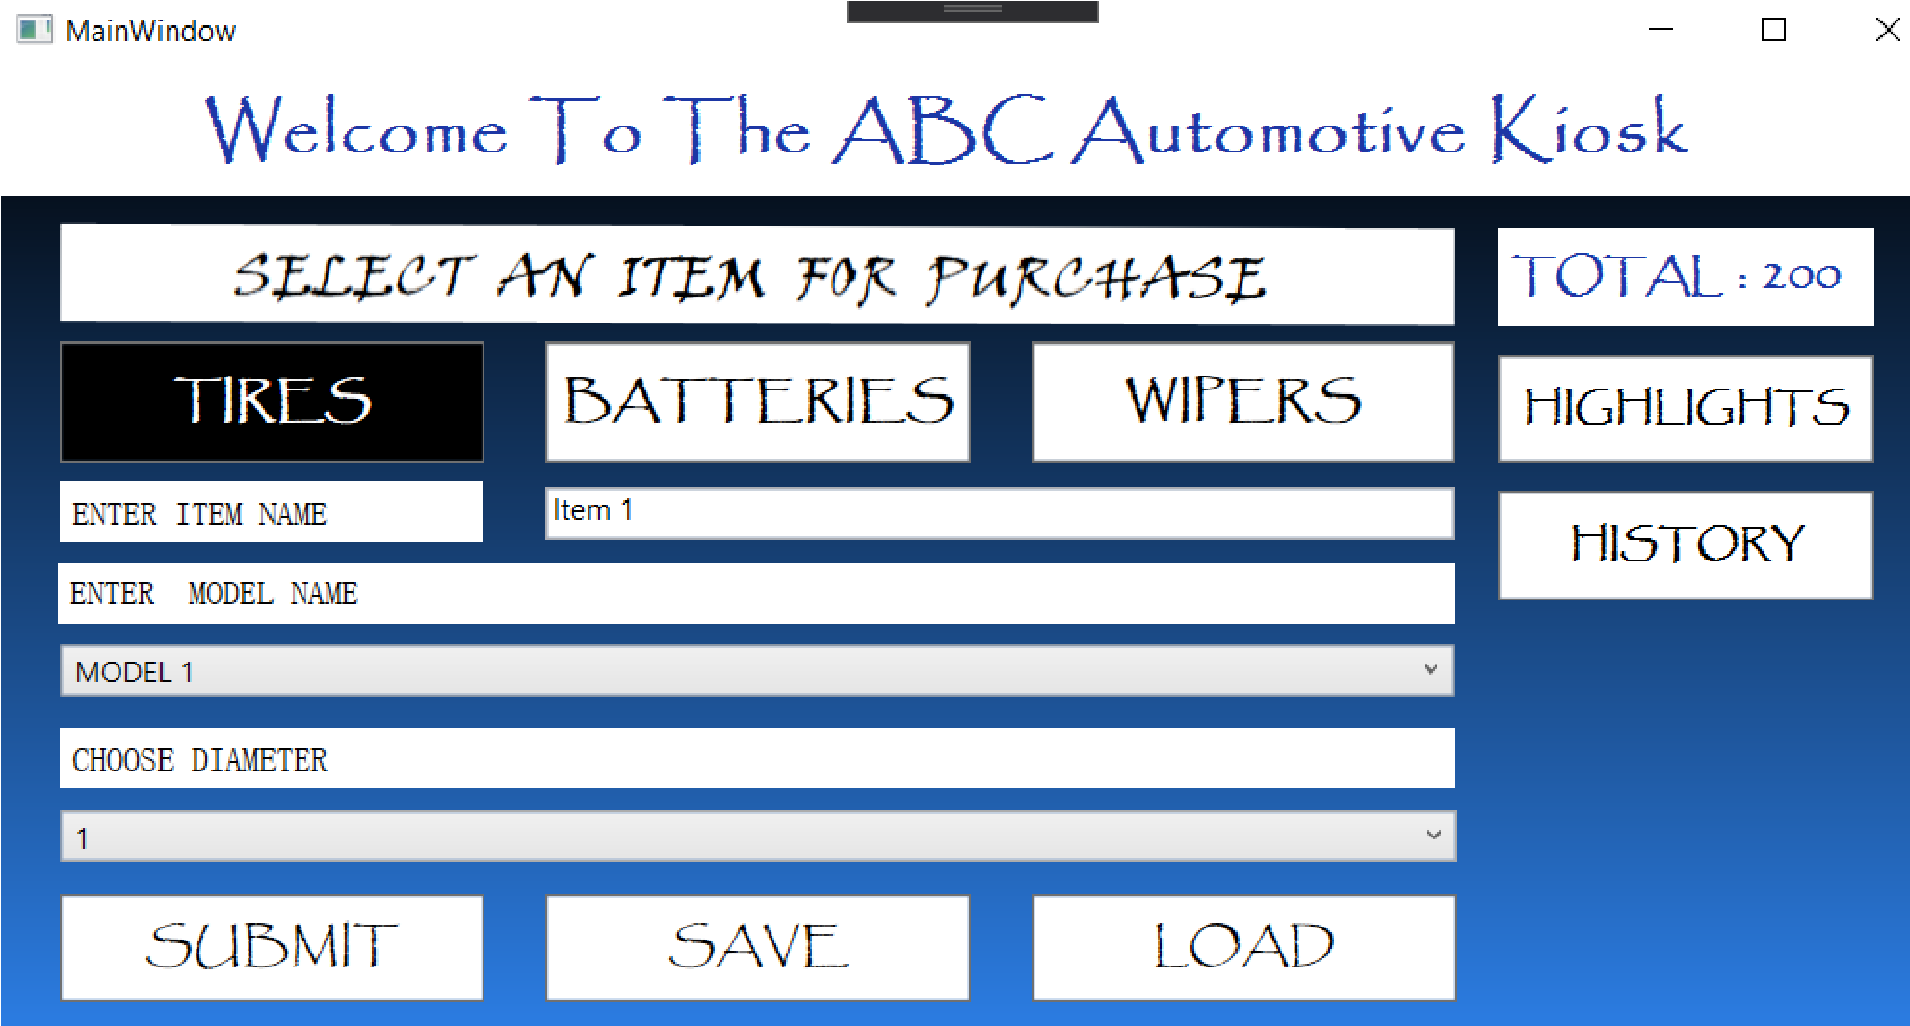 MainWindow
Welcome To The ABC Automotive Kiosk
SELECT AN ITEM FOR PURCHASE
TOTAL : 200
TIRES
BATTERIES
WIPERS
HIGHLIGHTS
ENTER ITEM NAME
Item 1
HISTORY
ENTER  MODEL NAME
MODEL 1
CHOOSE DIAMETER
1
SUBMIT
SAVE
LOAD